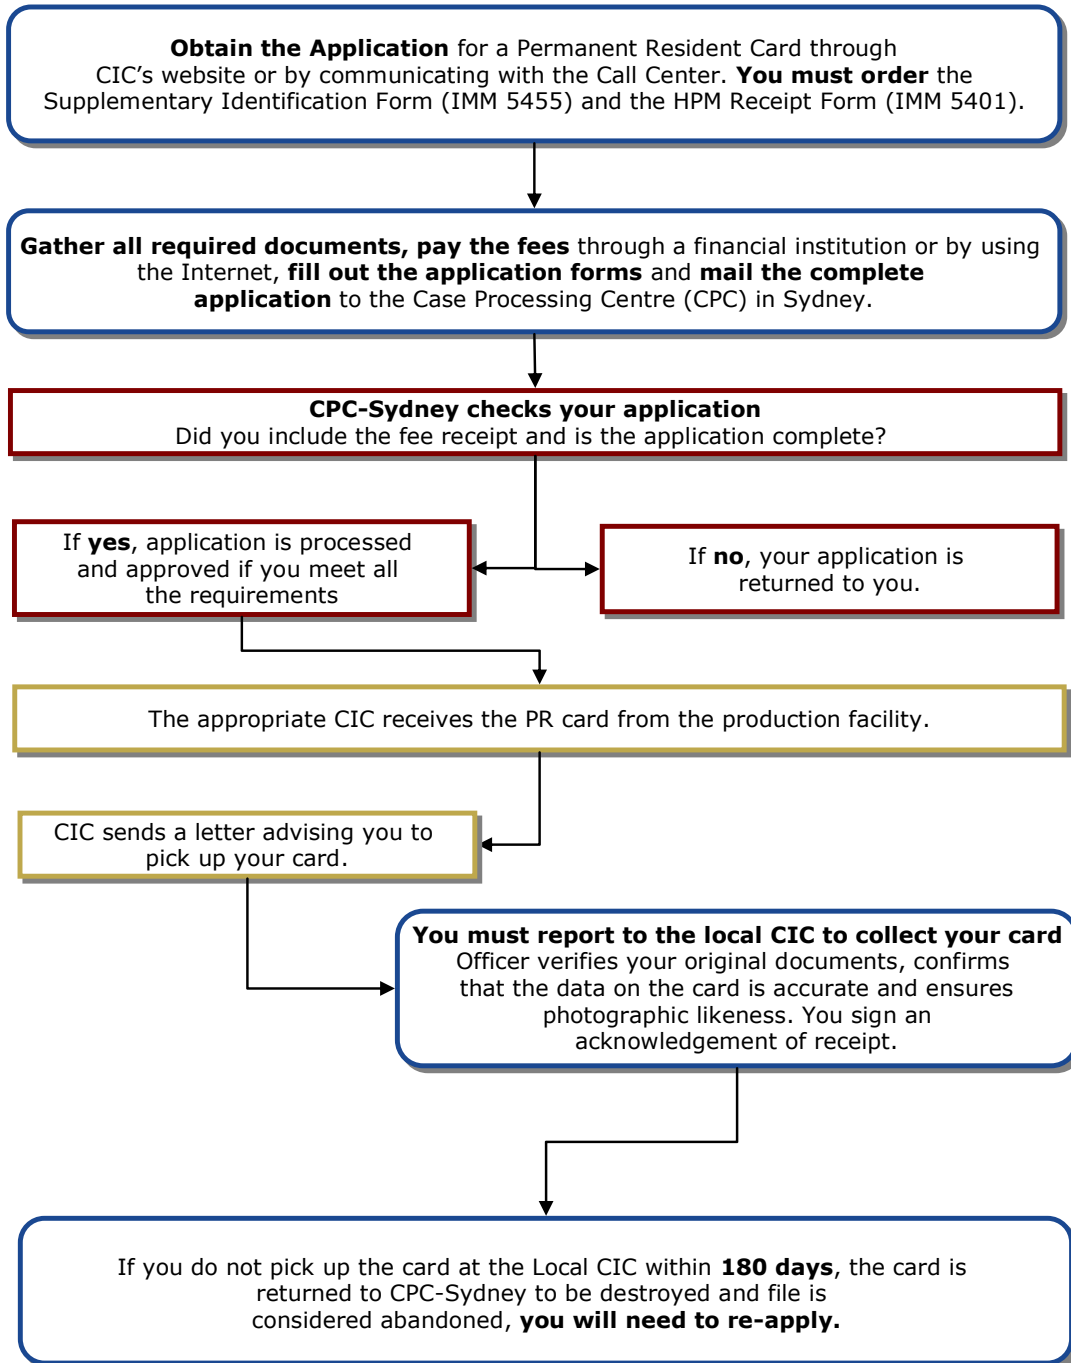 Obtain the Application for a Permanent Resident Card through
CIC’s website or by communicating with the Call Center. You must order the
Supplementary Identification Form (IMM 5455) and the HPM Receipt Form (IMM 5401).
Gather all required documents, pay the fees through a financial institution or by using
the Internet, fill out the application forms and mail the complete
application to the Case Processing Centre (CPC) in Sydney.
CPC-Sydney checks your application
Did you include the fee receipt and is the application complete?
If yes, application is processed
and approved if you meet all
the requirements
If no, your application is
returned to you.
The appropriate CIC receives the PR card from the production facility.
CIC sends a letter advising you to
pick up your card.
You must report to the local CIC to collect your card
Officer verifies your original documents, confirms
that the data on the card is accurate and ensures
photographic likeness. You sign an
acknowledgement of receipt.
If you do not pick up the card at the Local CIC within 180 days, the card is
returned to CPC-Sydney to be destroyed and file is
considered abandoned, you will need to re-apply.